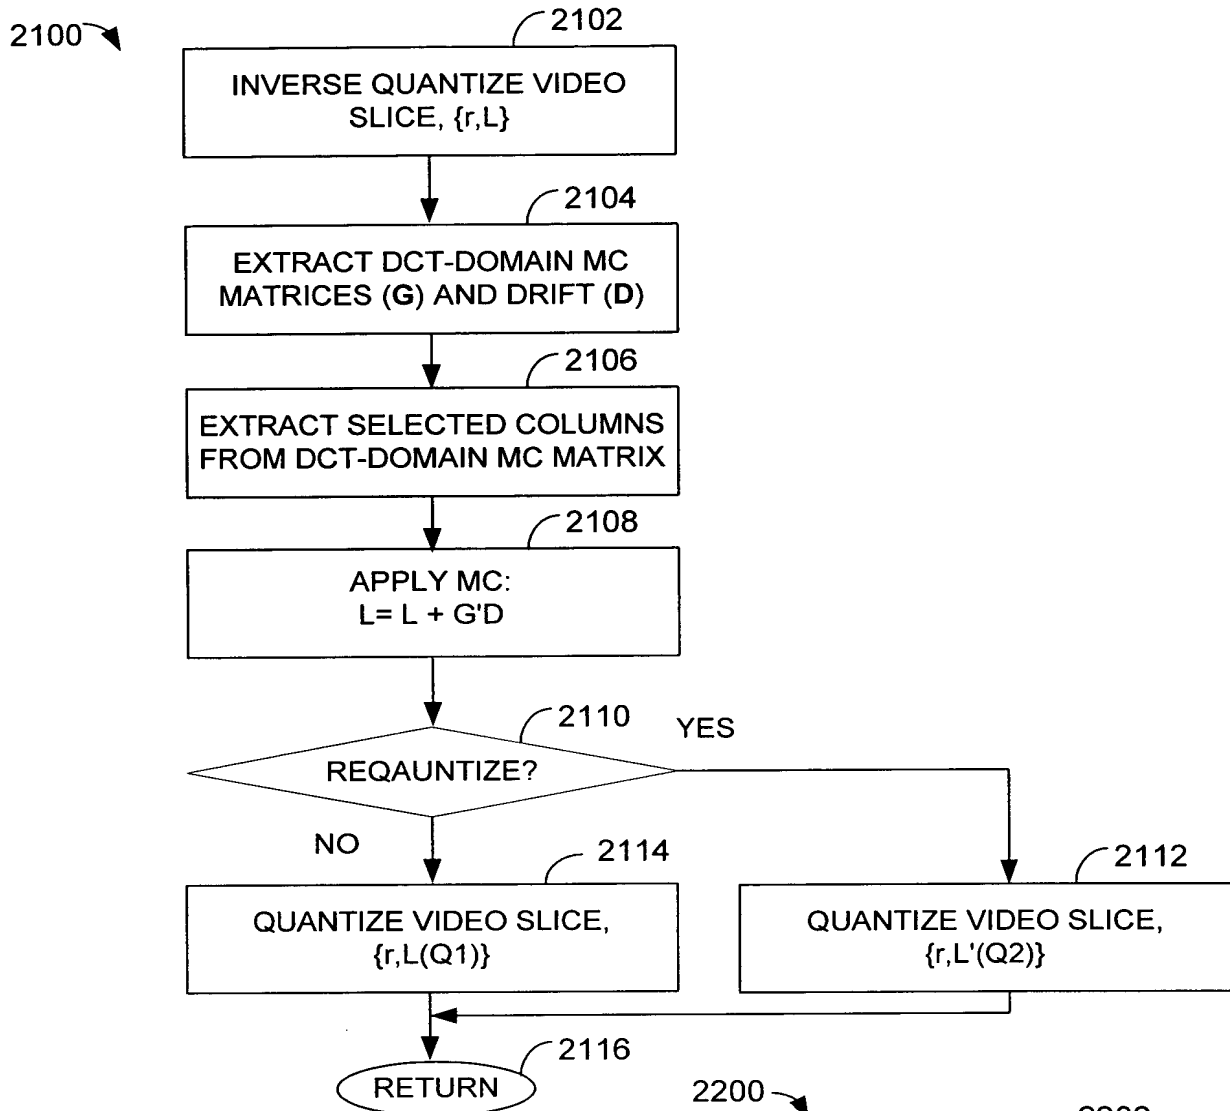 2100
2102
INVERSE QUANTIZE VIDEO
SLICE, {r,L}
2104
EXTRACT DCT-DOMAIN MC
MATRICES (G) AND DRIFT (D)
2106
EXTRACT SELECTED COLUMNS
FROM DCT-DOMAIN MC MATRIX
2108
APPLY MC:
L= L + G'D
2110
YES
REQAUNTIZE?
NO
2114
2112
QUANTIZE VIDEO SLICE,
{r,L(Q1)}
QUANTIZE VIDEO SLICE,
{r,L'(Q2)}
2116
RETURN
2200